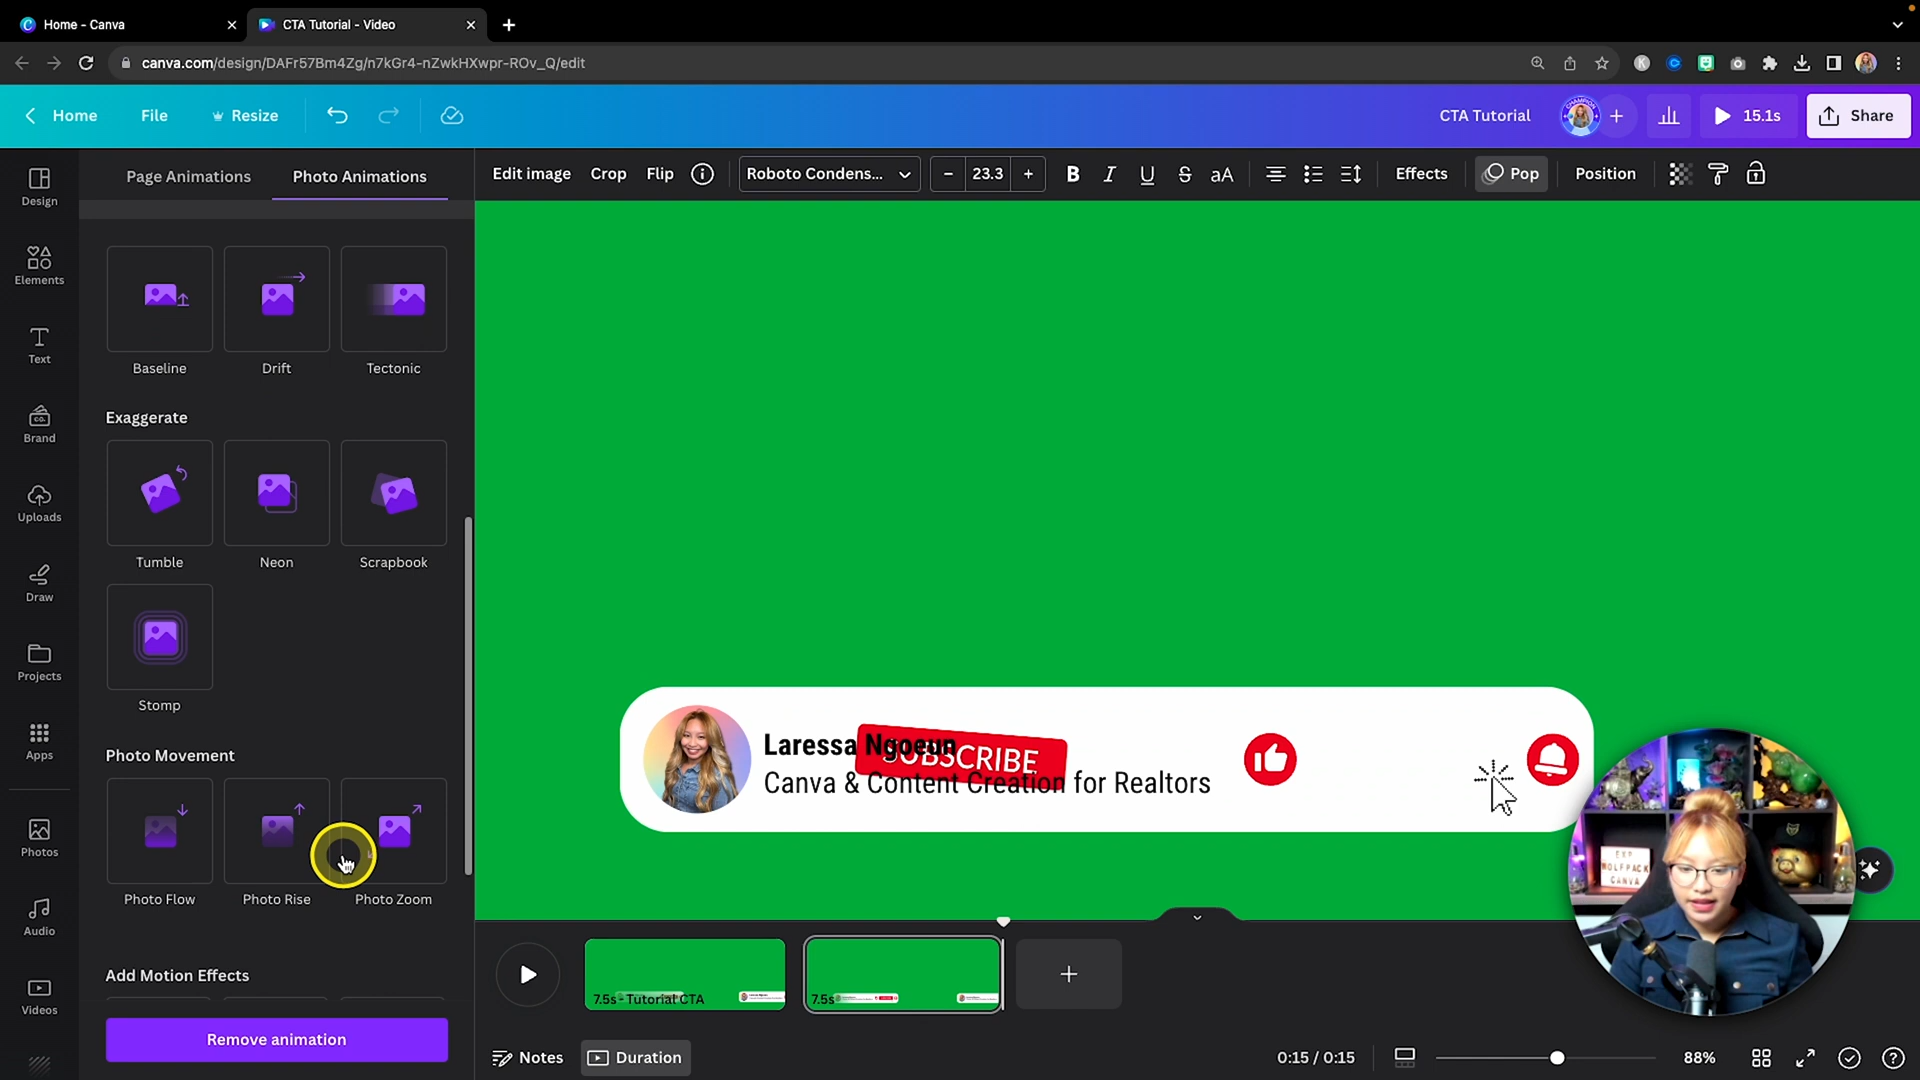 Home - Canva
CTA Tutorial - Video
canva.com/design/DAFr57Bm4Zg/n7kGr4-nZwkHXwpr-ROv_Q/edit
Home
File
Resize
CTA Tutorial
15.1s
Share
Page Animations
Photo Animations
Edit image
Crop
Flip
Roboto Condens...
23.3
B
I
U
S
aA
Effects
Pop
Position
Design
Elements
Text
Brand
Uploads
Draw
Projects
Apps
Photos
Audio
Videos
Baseline
Drift
Tectonic
Exaggerate
Tumble
Neon
Scrapbook
Stomp
Photo Movement
Photo Flow
Photo Rise
Photo Zoom
Add Motion Effects
Remove animation
Laressa Ngoeun
SUBSCRIBE
Canva & Content Creation for Realtors
EXP
WOLFPACK
CANVA
7.5s - Tutorial CTA
7.5s
Notes
Duration
0:15 / 0:15
88%